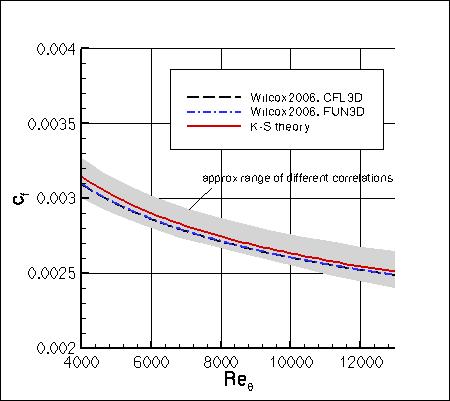 0.004
0.0035
0.003
0.0025
0.002
Cf
Wilcox2006, CFL3D
Wilcox2006, FUN3D
K-S theory
approx range of different correlations
4000 6000 8000 10000 12000
Reθ